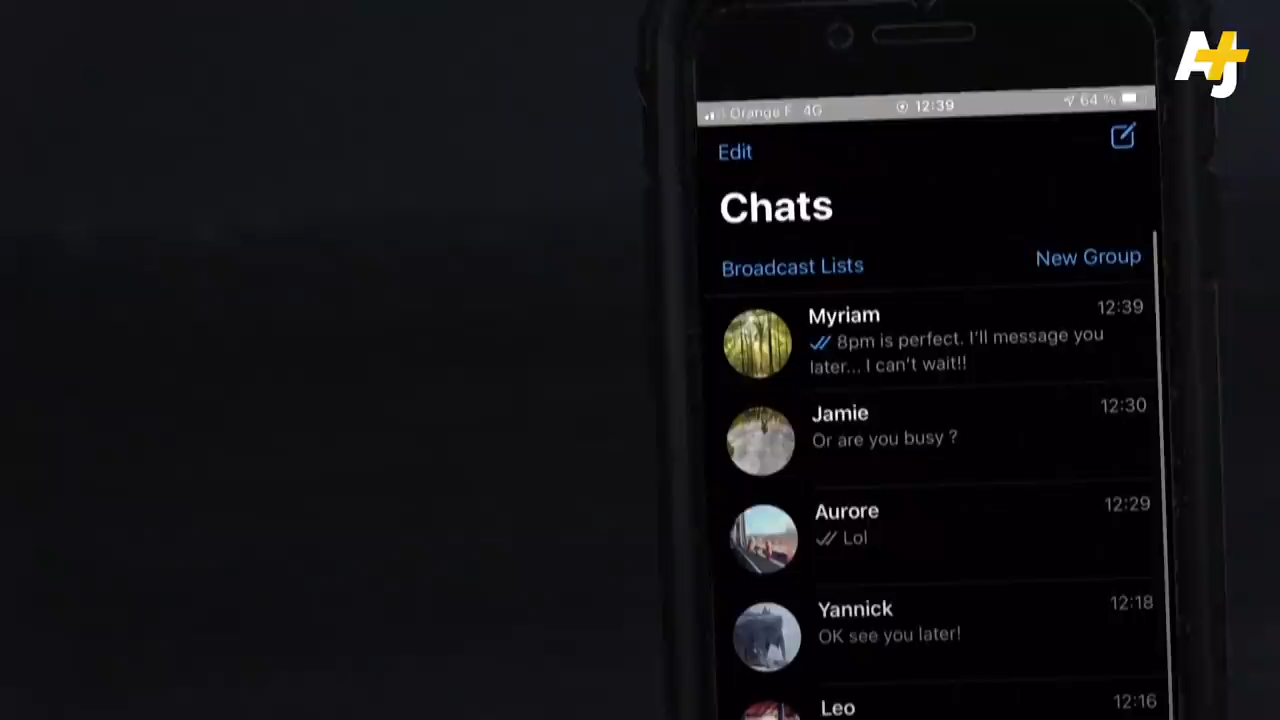 AJ+
Orange F 4G
12:39
64 %
Edit
Chats
Broadcast Lists
New Group
Myriam
12:39
8pm is perfect. I'll message you
later... I can't wait!!
Jamie
12:30
Or are you busy ?
Aurore
12:29
Lol
Yannick
12:18
OK see you later!
Leo
12:16